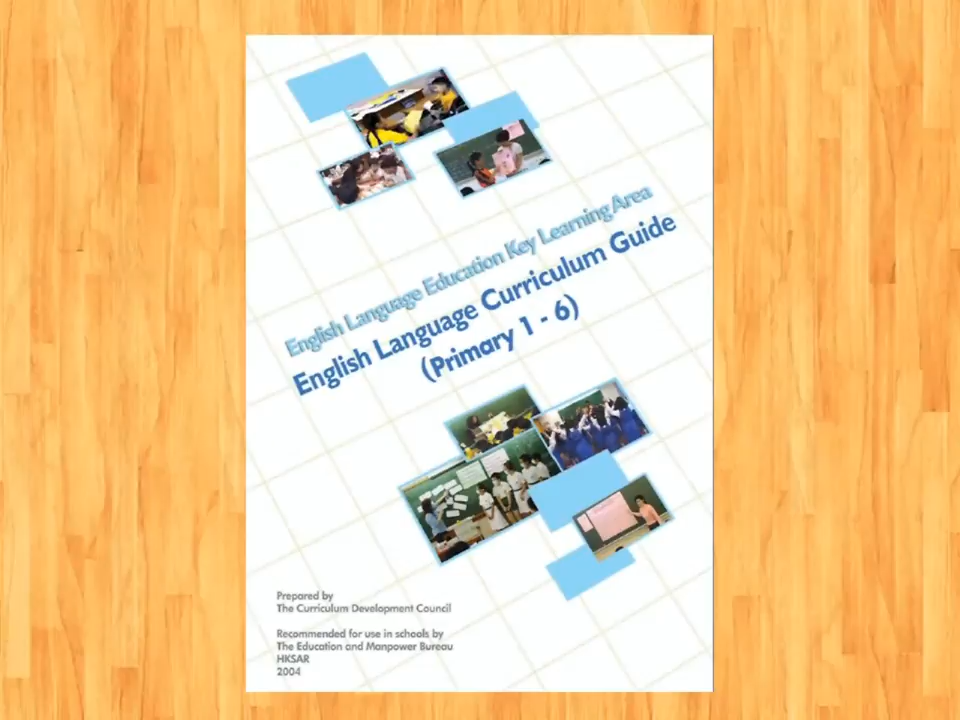 English Language Education Key Learning Area
English Language Curriculum Guide
(Primary 1 - 6)
Prepared by
The Curriculum Development Council
Recommended for use in schools by
The Education and Manpower Bureau
HKSAR
2004